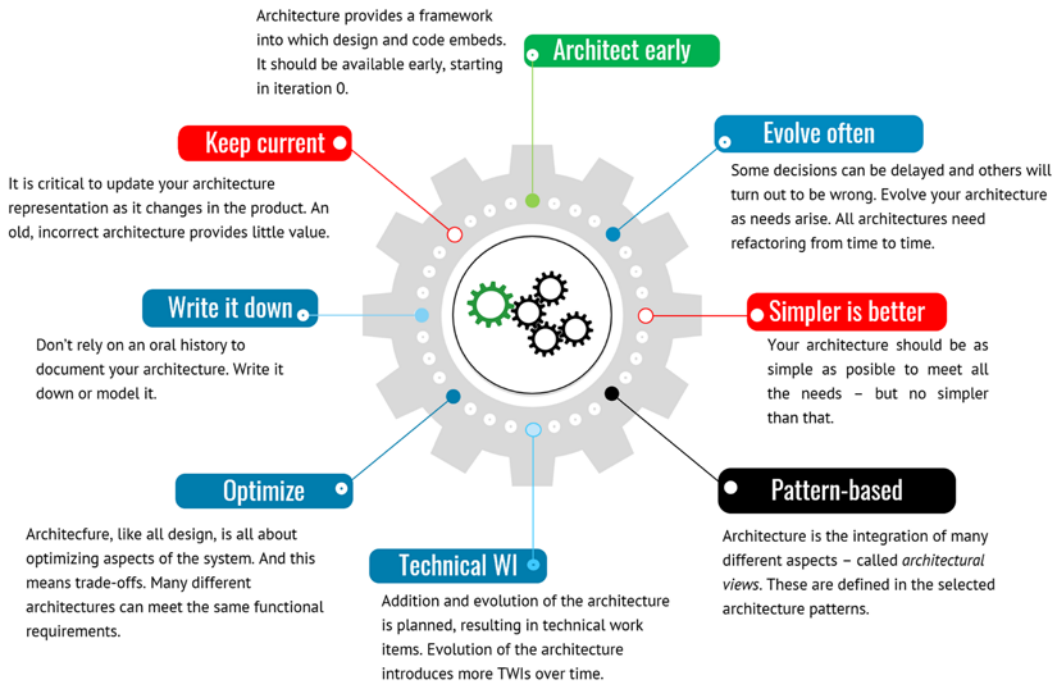 Architecture provides a framework
into which design and code embeds.
It should be available early, starting
in iteration 0.
Architect early
Keep current
It is critical to update your architecture
representation as it changes in the product. An
old, incorrect architecture provides little value.
Evolve often
Some decisions can be delayed and others will
turn out to be wrong. Evolve your architecture
as needs arise. All architectures need
refactoring from time to time.
Write it down
Don't rely on an oral history to
document your architecture. Write it
down or model it.
Simpler is better
Your architecture should be as
simple as posible to meet all
the needs – but no simpler
than that.
Optimize
Architecfure, like all design, is all about
optimizing aspects of the system. And this
means trade-offs. Many different
architectures can meet the same functional
requirements.
Technical WI
Addition and evolution of the architecture
is planned, resulting in technical work
items. Evolution of the architecture
introduces more TWIs over time.
Pattern-based
Architecture is the integration of many
different aspects – called architectural
views. These are defined in the selected
architecture patterns.